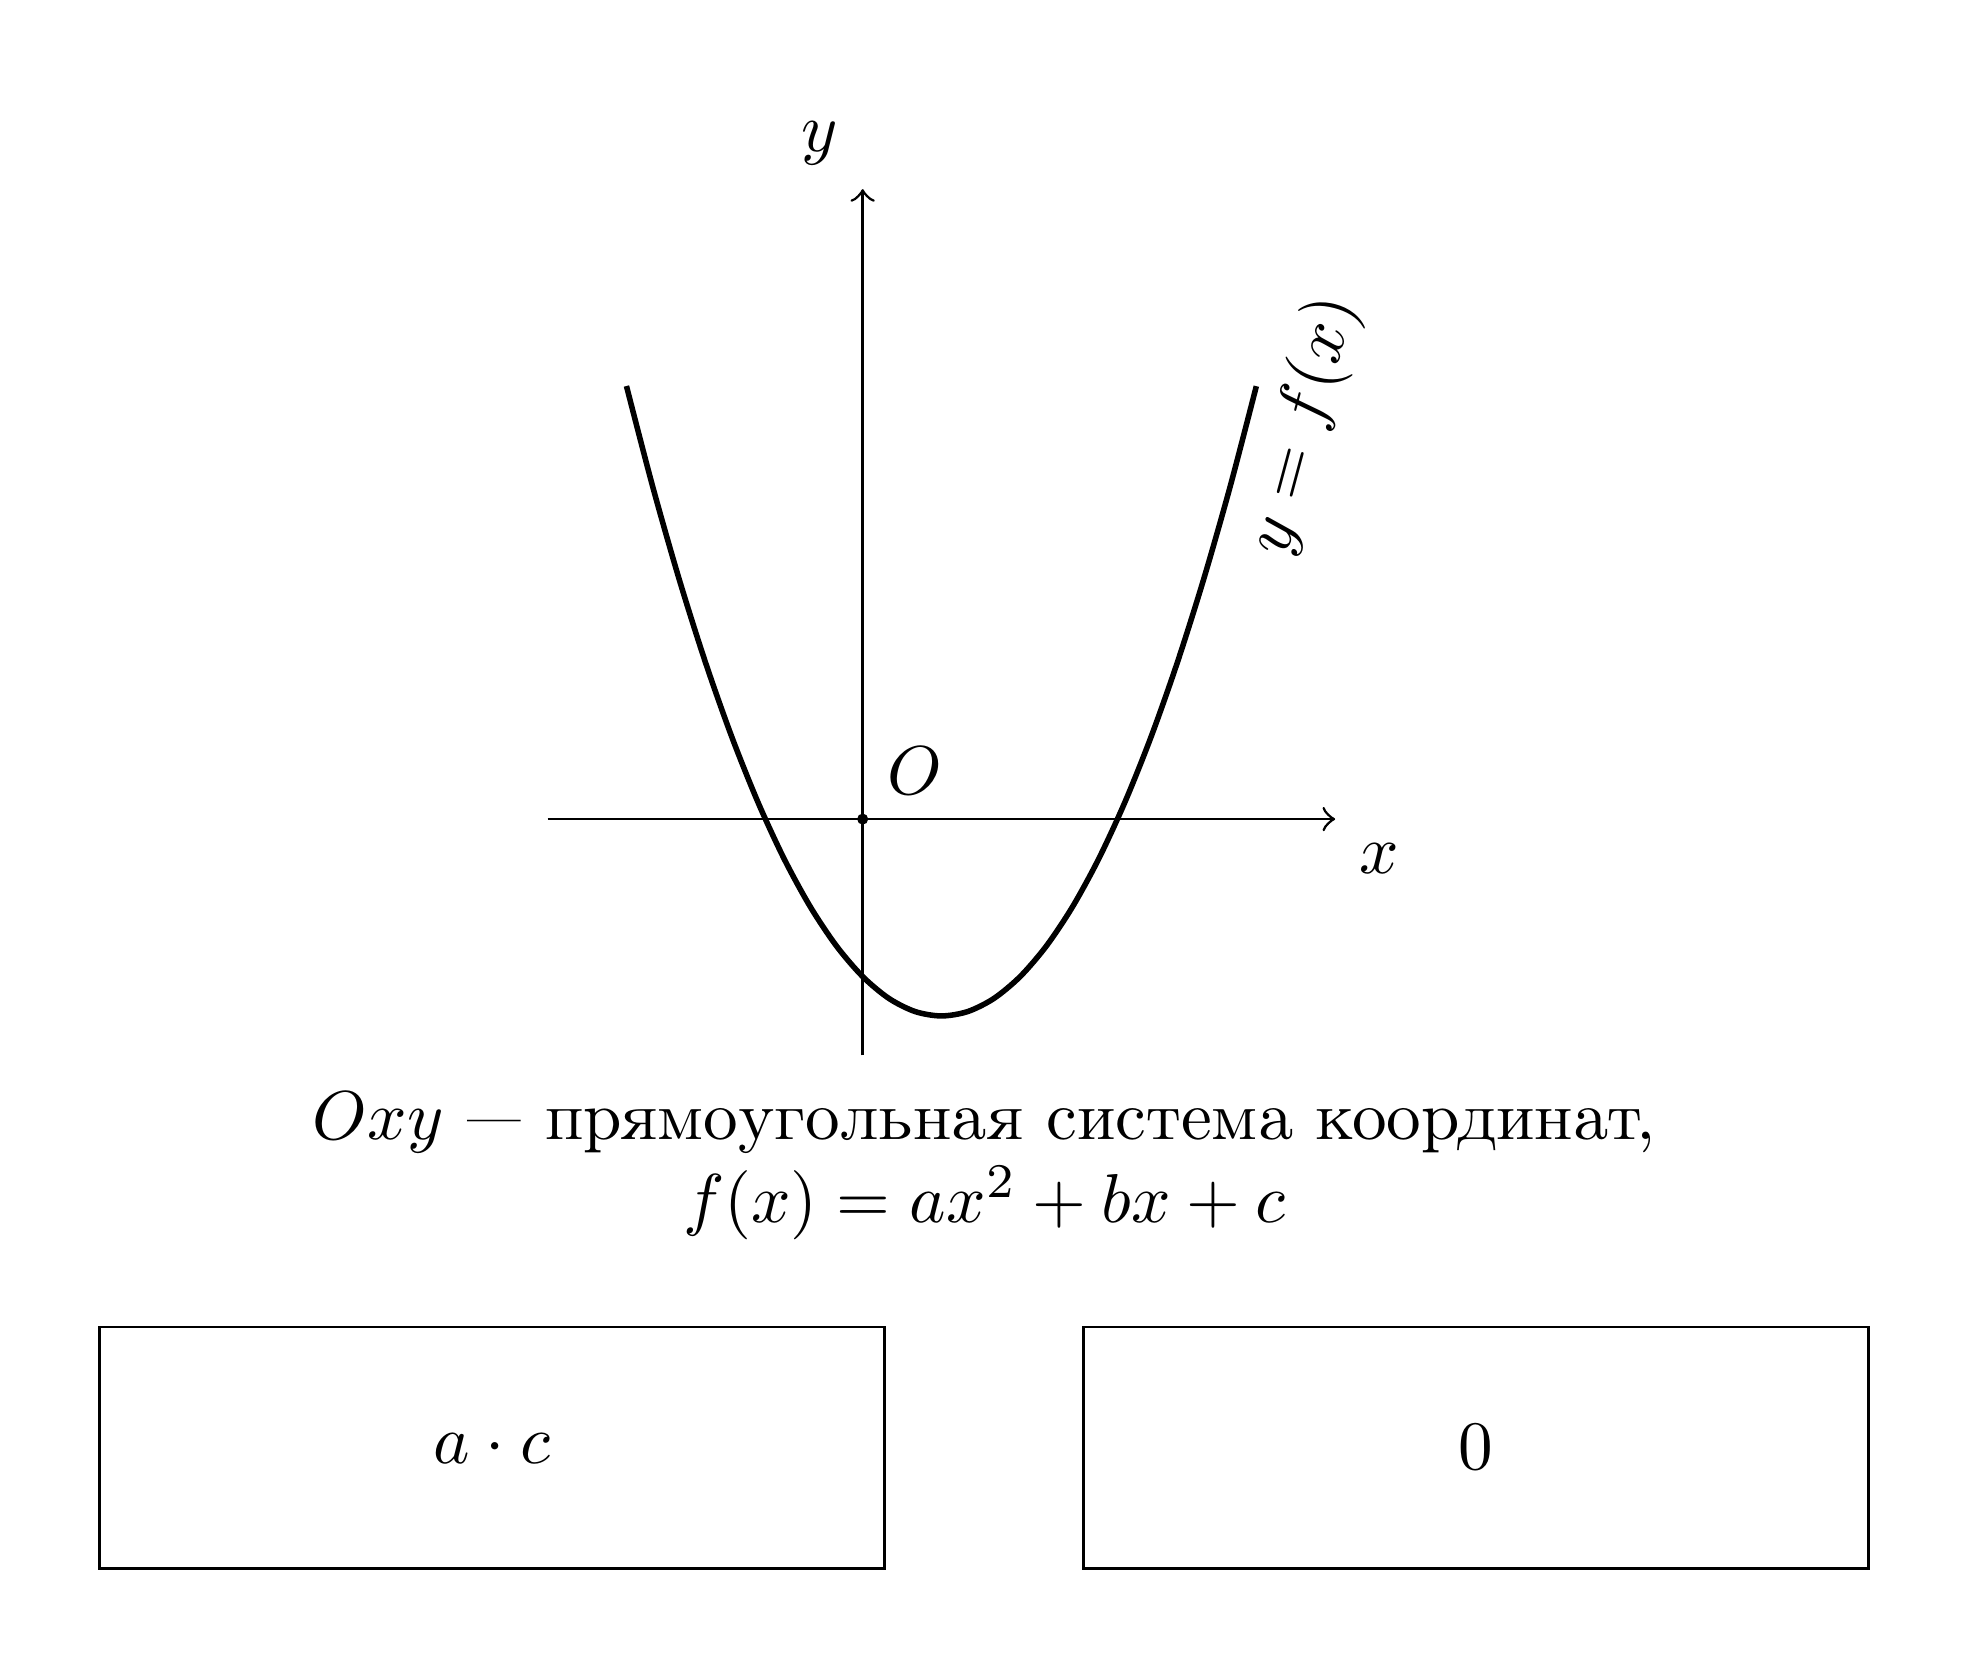 y
y = f(x)
O
x
Oxy — прямоугольная система координат,
f(x) = ax² + bx + c
a · c
0